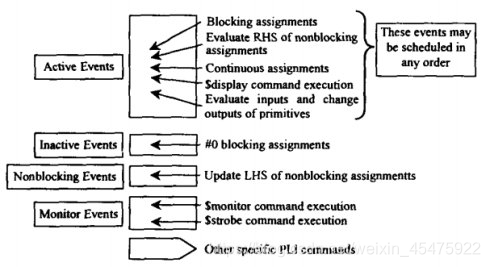 Blocking assignments
Evaluate RHS of nonblocking
assignments
Active Events
Continuous assignments
$display command execution
Evaluate inputs and change
outputs of primitives
These events may
be scheduled in
any order
Inactive Events
#0 blocking assignments
Nonblocking Events
Update LHS of nonblocking assignmentts
Monitor Events
$monitor command execution
$strobe command execution
Other specific PLI commands
weixin_45475922